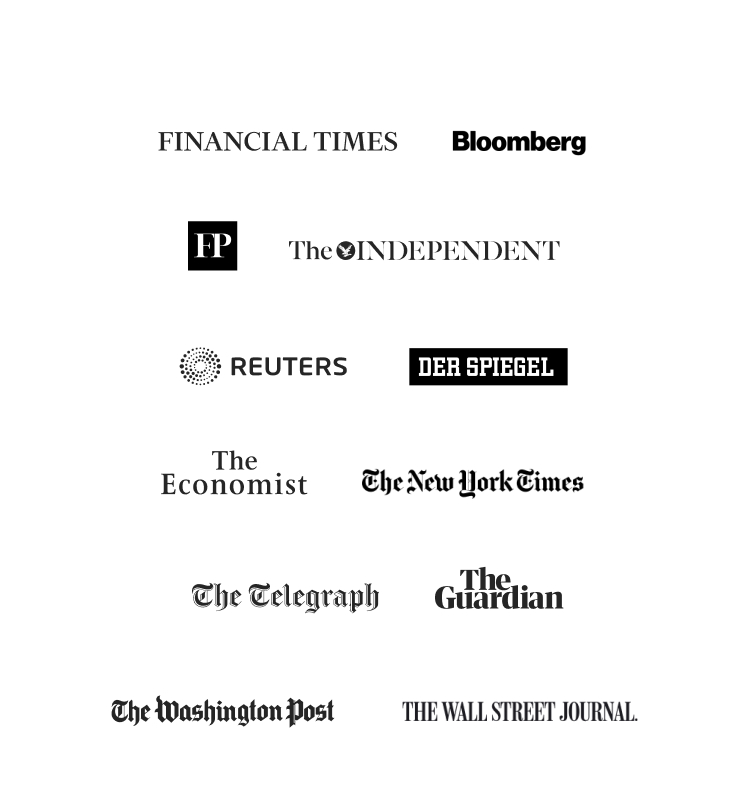 FINANCIAL TIMES
Bloomberg
FP
The INDEPENDENT
REUTERS
DER SPIEGEL
The
Economist
The New York Times
The Telegraph
The
Guardian
The Washington Post
THE WALL STREET JOURNAL.